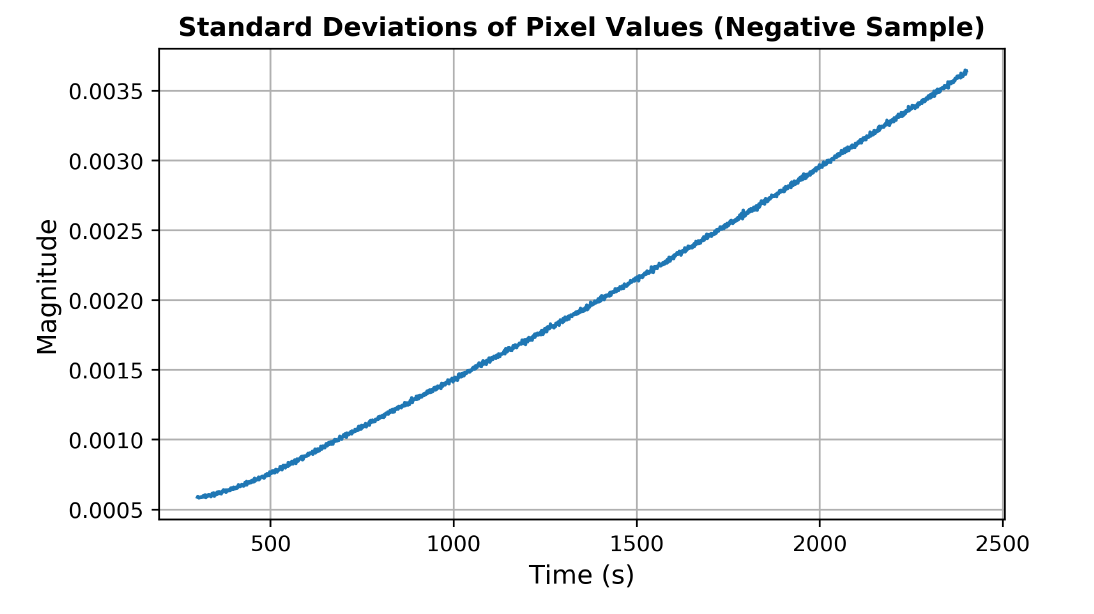 Standard Deviations of Pixel Values (Negative Sample)
Magnitude
0.0035
0.0030
0.0025
0.0020
0.0015
0.0010
0.0005
500 1000 1500 2000 2500
Time (s)